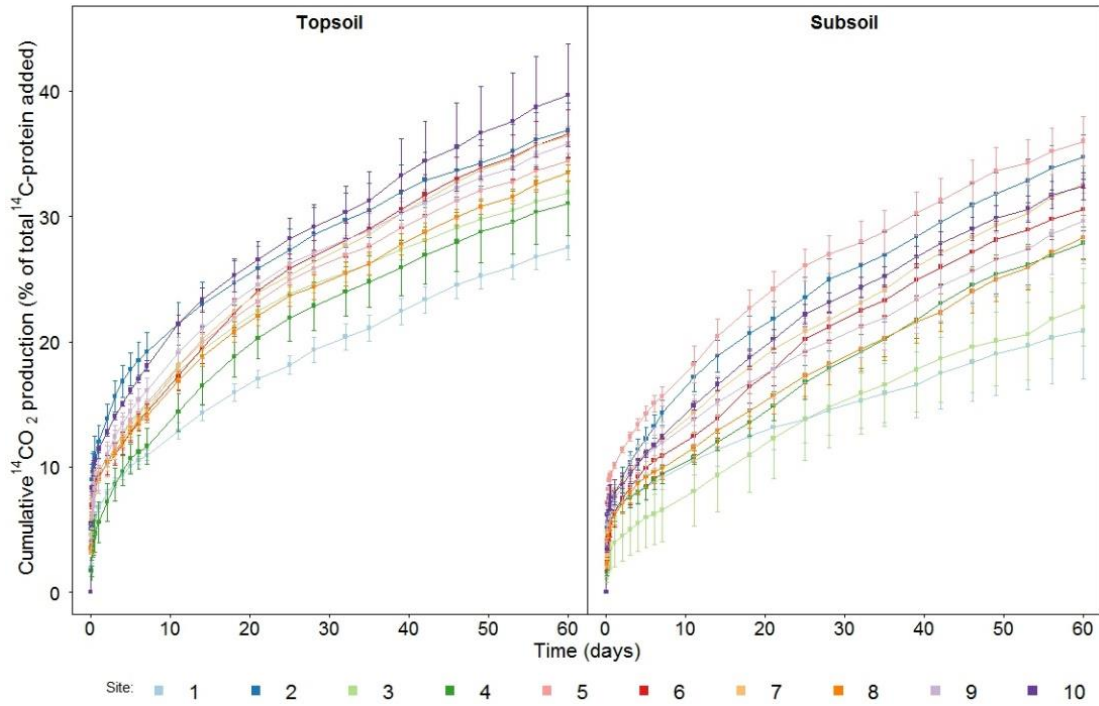 Topsoil
Subsoil
Cumulative ¹⁴CO₂ production (% of total ¹⁴C-protein added)
40
30
20
10
0
0 10 20 30 40 50 60
0 10 20 30 40 50 60
Time (days)
Site: 1 2 3 4 5 6 7 8 9 10